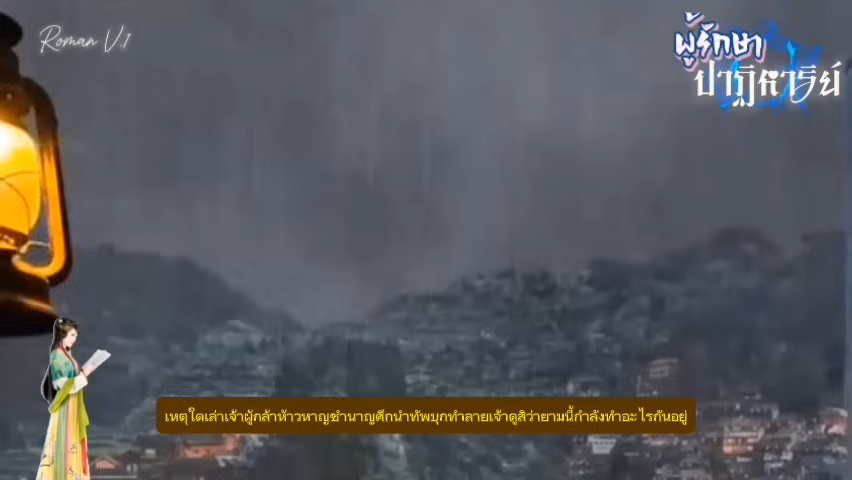 Roman V.1
ผู้รักษา
ปาฏิหาริย์
เหตุใดเล่าเจ้าผู้กล้าห้าวหาญชำนาญศึกนำทัพบุกทำลายเจ้าดูสิว่ายามนี้กำลังทำอะไรกันอยู่